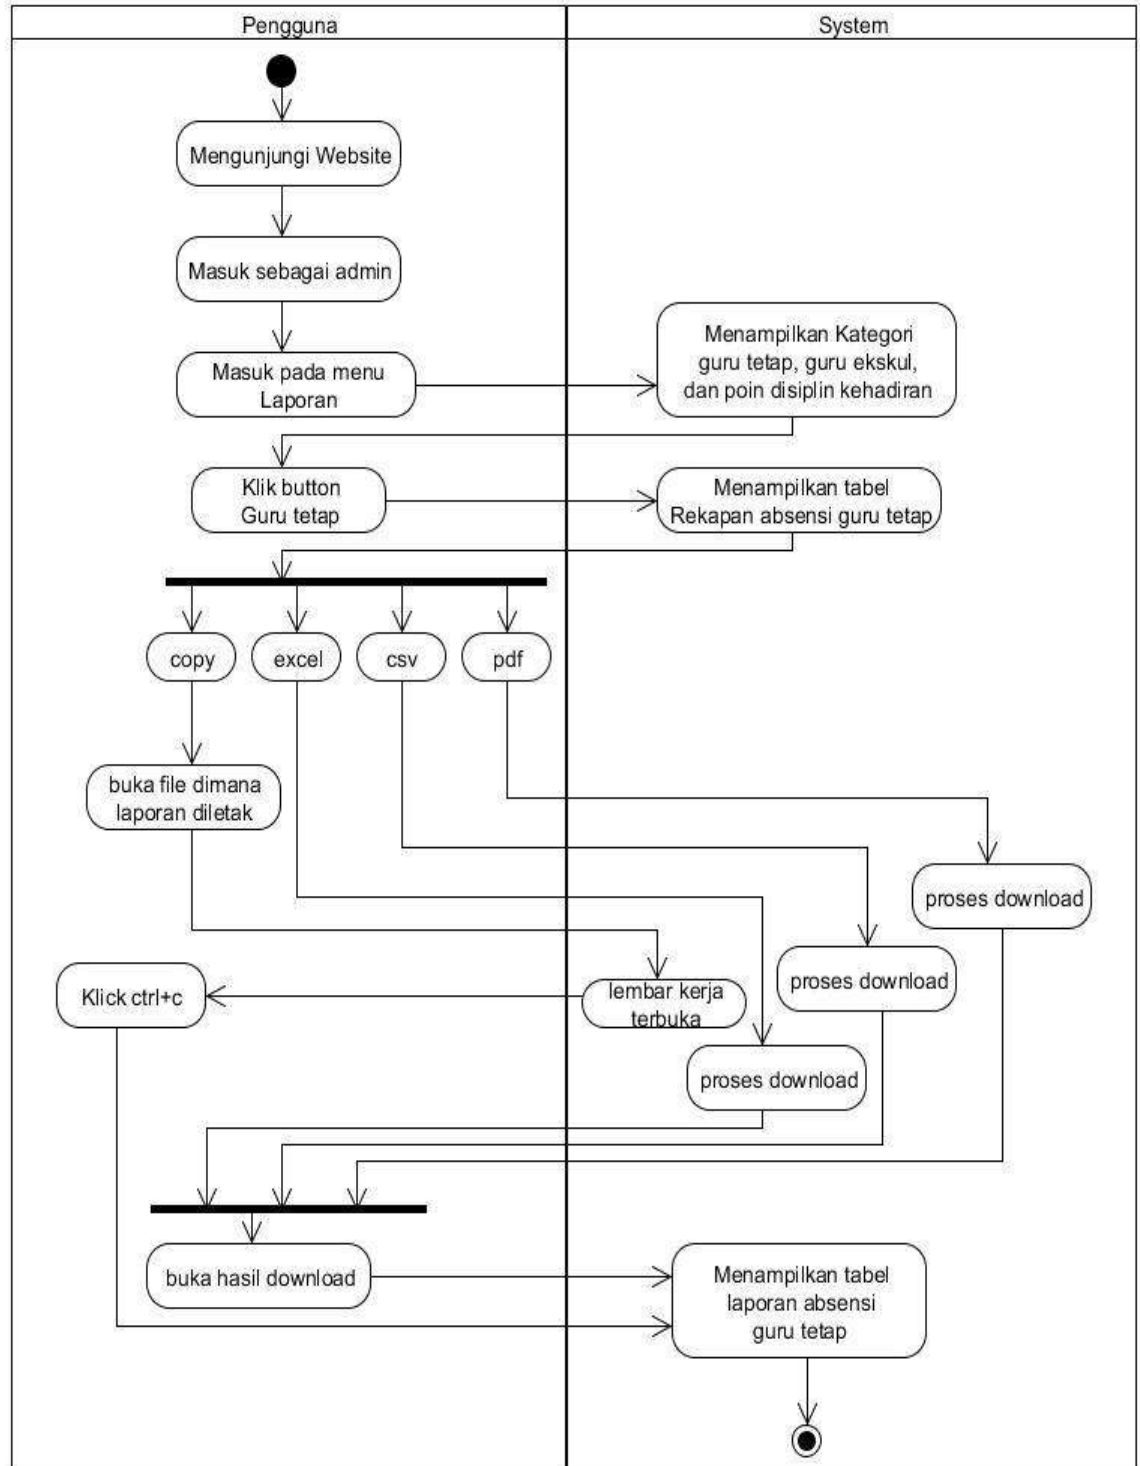 Pengguna
System
Mengunjungi Website
Masuk sebagai admin
Masuk pada menu
Laporan
Menampilkan Kategori
guru tetap, guru ekskul,
dan poin disiplin kehadiran
Klik button
Guru tetap
Menampilkan tabel
Rekapan absensi guru tetap
copy
excel
csv
pdf
buka file dimana
laporan diletak
proses download
proses download
lembar kerja
terbuka
Klick ctrl+c
proses download
buka hasil download
Menampilkan tabel
laporan absensi
guru tetap